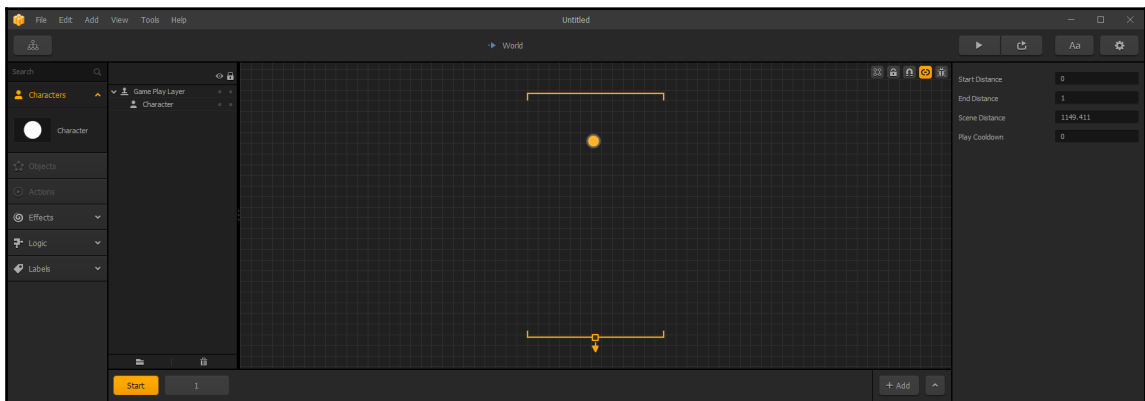 File Edit Add View Tools Help
Untitled
World
Aa
Search
Characters
Character
Objects
Actions
Effects
Logic
Labels
Game Play Layer
Character
Start Distance 0
End Distance 1
Scene Distance 1149.411
Play Cooldown 0
Start 1
+ Add